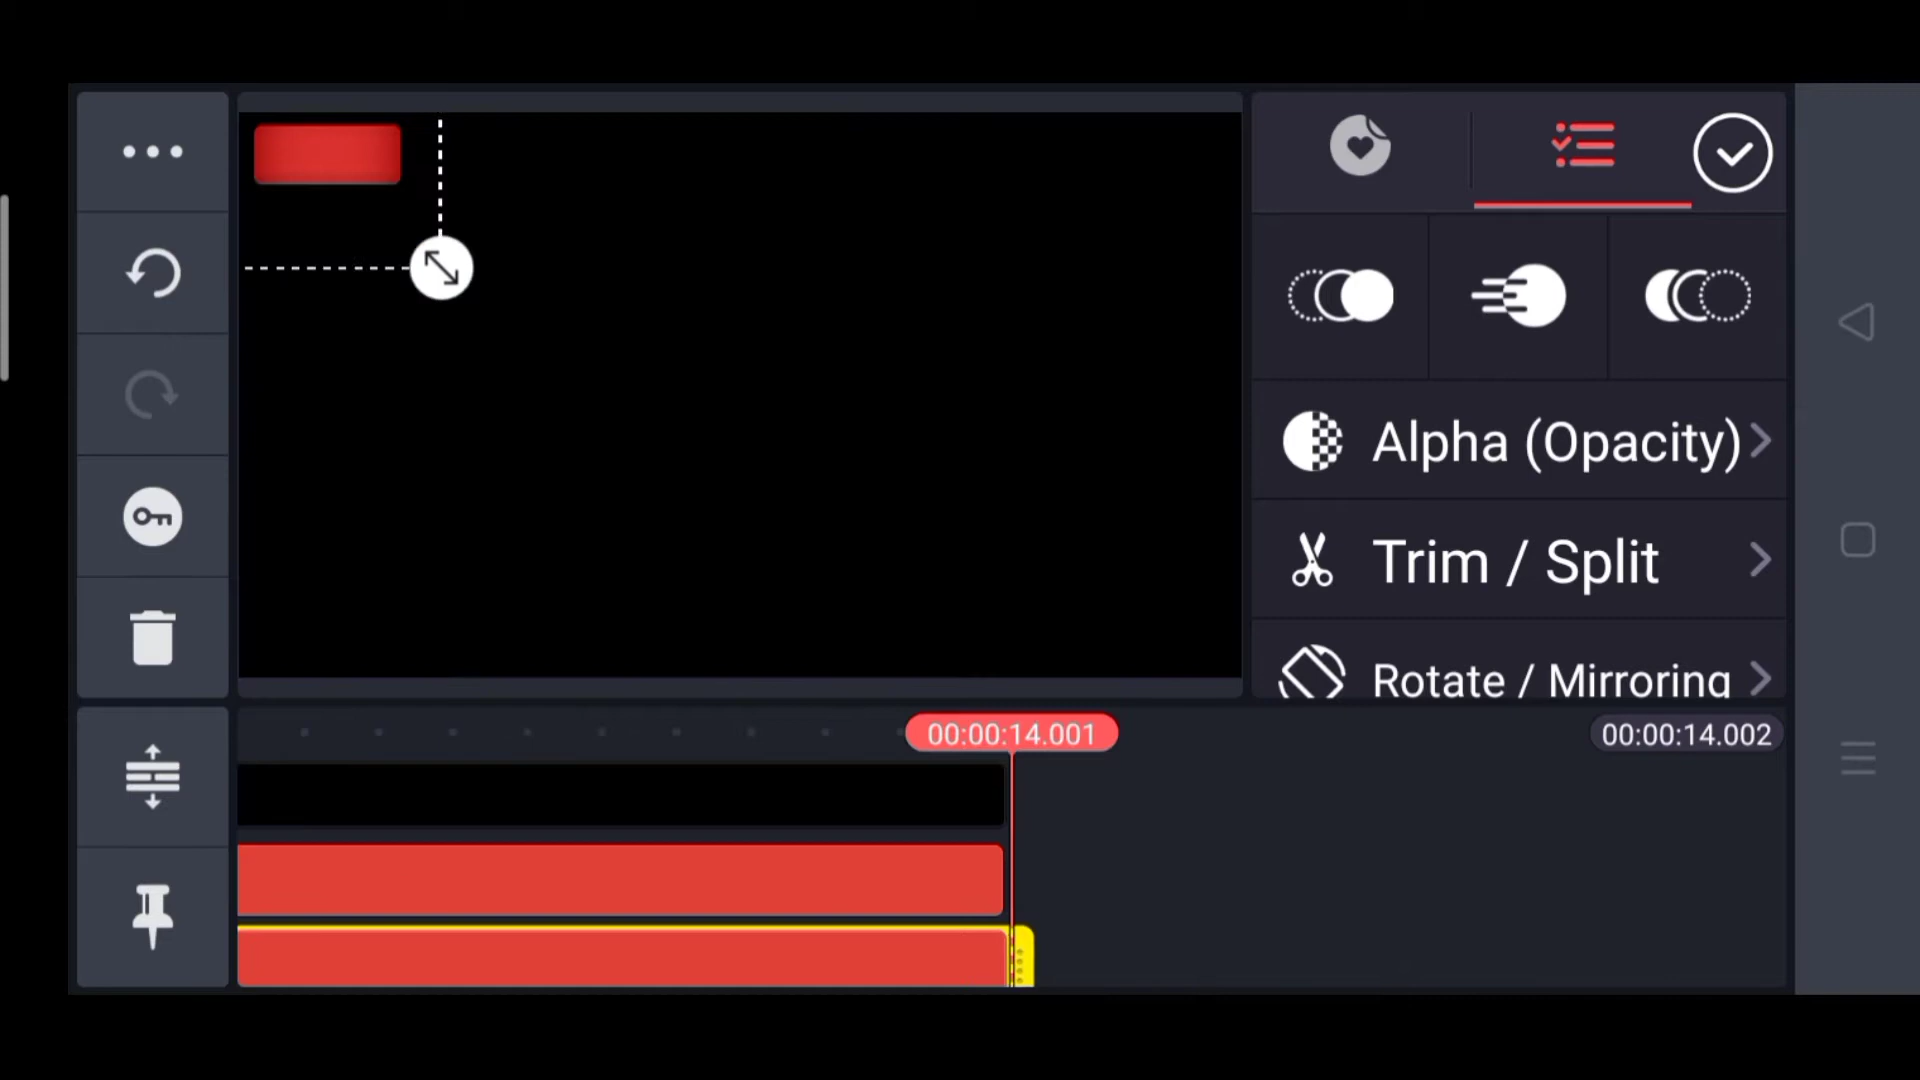 Alpha (Opacity)
Trim / Split
Rotate / Mirroring
00:00:14.001
00:00:14.002